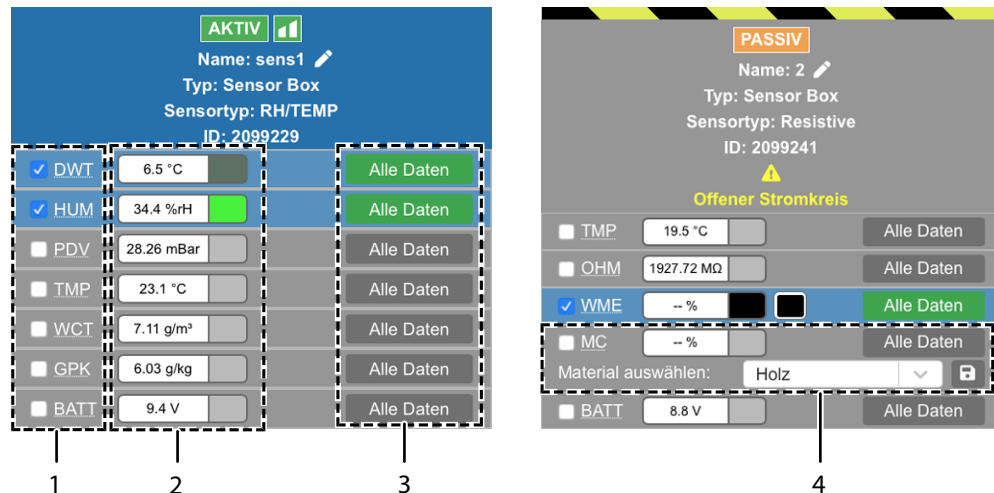 AKTIV
Name: sens1
Typ: Sensor Box
Sensortyp: RH/TEMP
ID: 2099229
DWT 6.5 °C Alle Daten
HUM 34.4 %rH Alle Daten
PDV 28.26 mBar Alle Daten
TMP 23.1 °C Alle Daten
WCT 7.11 g/m³ Alle Daten
GPK 6.03 g/kg Alle Daten
BATT 9.4 V Alle Daten
1 2 3
PASSIV
Name: 2
Typ: Sensor Box
Sensortyp: Resistive
ID: 2099241
Offener Stromkreis
TMP 19.5 °C Alle Daten
OHM 1927.72 MΩ Alle Daten
WME -- % Alle Daten
MC -- % Alle Daten
Material auswählen: Holz
BATT 8.8 V Alle Daten
4